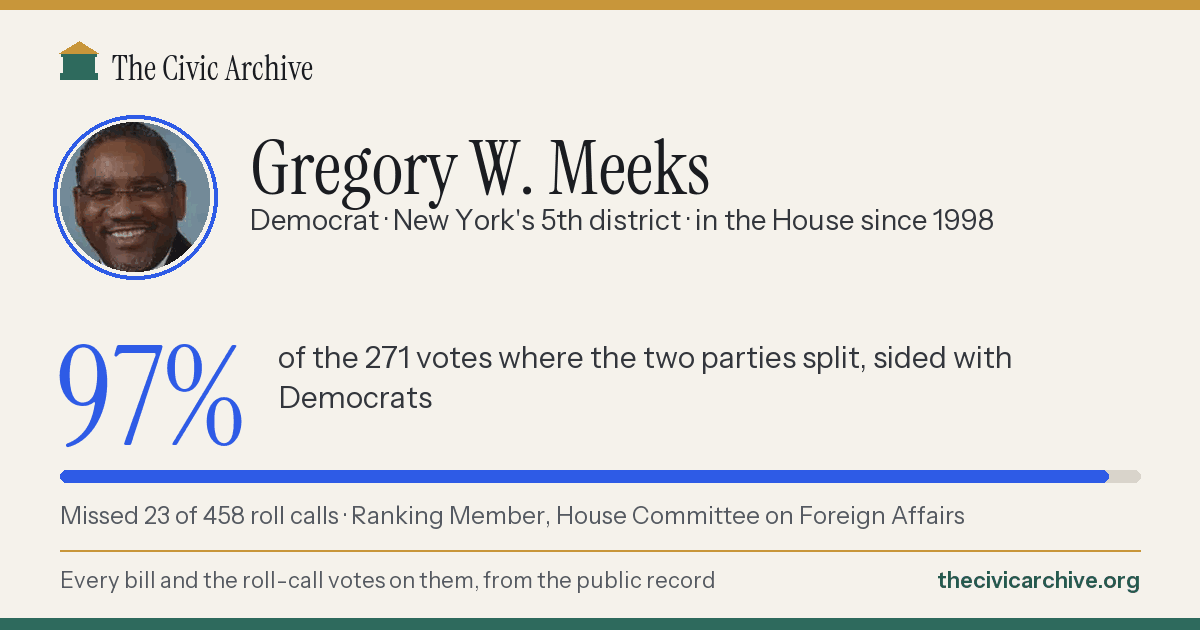 The Civic Archive
Gregory W. Meeks
Democrat · New York's 5th district · in the House since 1998
97%
of the 271 votes where the two parties split, sided with
Democrats
Missed 23 of 458 roll calls · Ranking Member, House Committee on Foreign Affairs
Every bill and the roll-call votes on them, from the public record
thecivicarchive.org